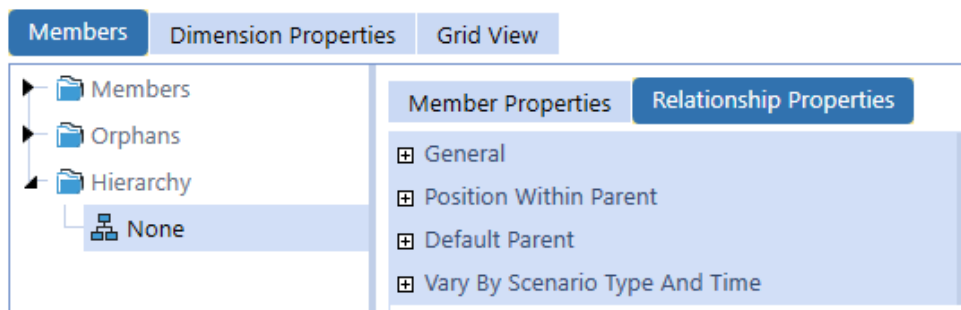 Members Dimension Properties Grid View
Members
Orphans
Hierarchy
None
Member Properties Relationship Properties
General
Position Within Parent
Default Parent
Vary By Scenario Type And Time